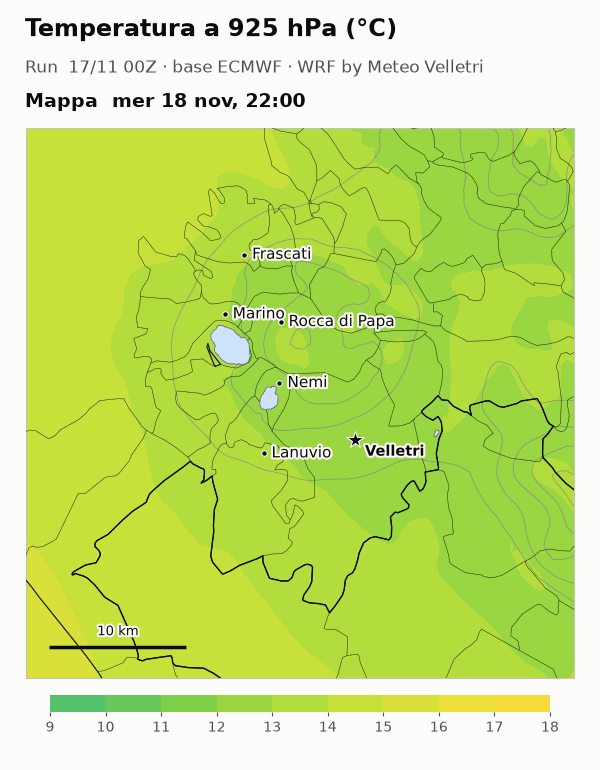 Temperatura a 925 hPa (°C)
Run  17/11 00Z · base ECMWF · WRF by Meteo Velletri
Mappa  mer 18 nov, 22:00
Frascati
Marino
Rocca di Papa
Nemi
Velletri
Lanuvio
10 km
9 10 11 12 13 14 15 16 17 18